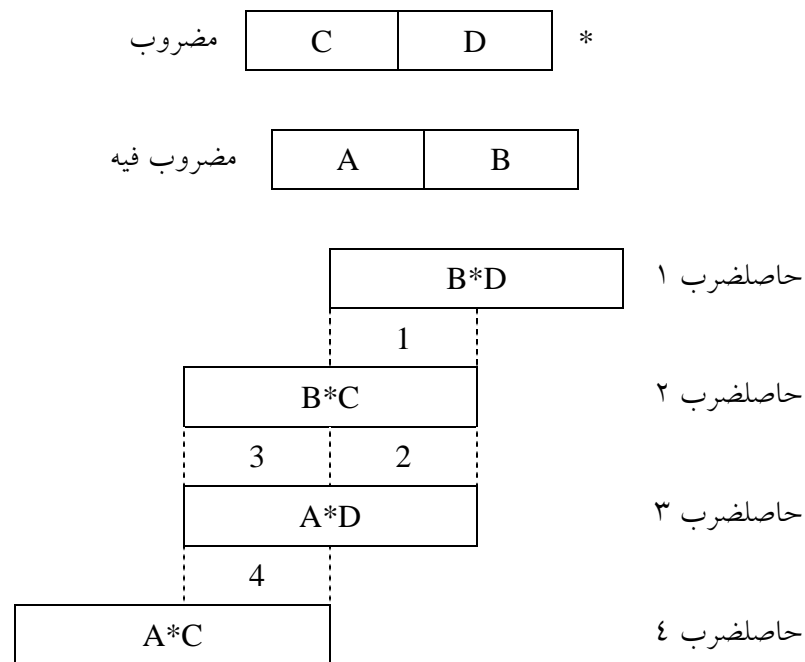 مضروب C D *
مضروب فيه A B
B*D حاصلضرب ١
1
B*C حاصلضرب ٢
3 2
A*D حاصلضرب ٣
4
A*C حاصلضرب ٤